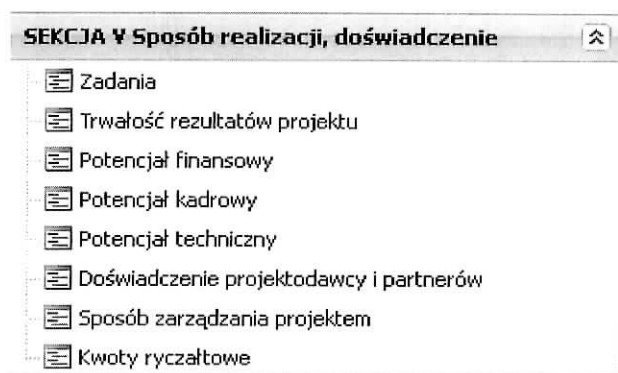 SEKCJA V Sposób realizacji, doświadczenie
Zadania
Trwałość rezultatów projektu
Potencjał finansowy
Potencjał kadrowy
Potencjał techniczny
Doświadczenie projektodawcy i partnerów
Sposób zarządzania projektem
Kwoty ryczałtowe